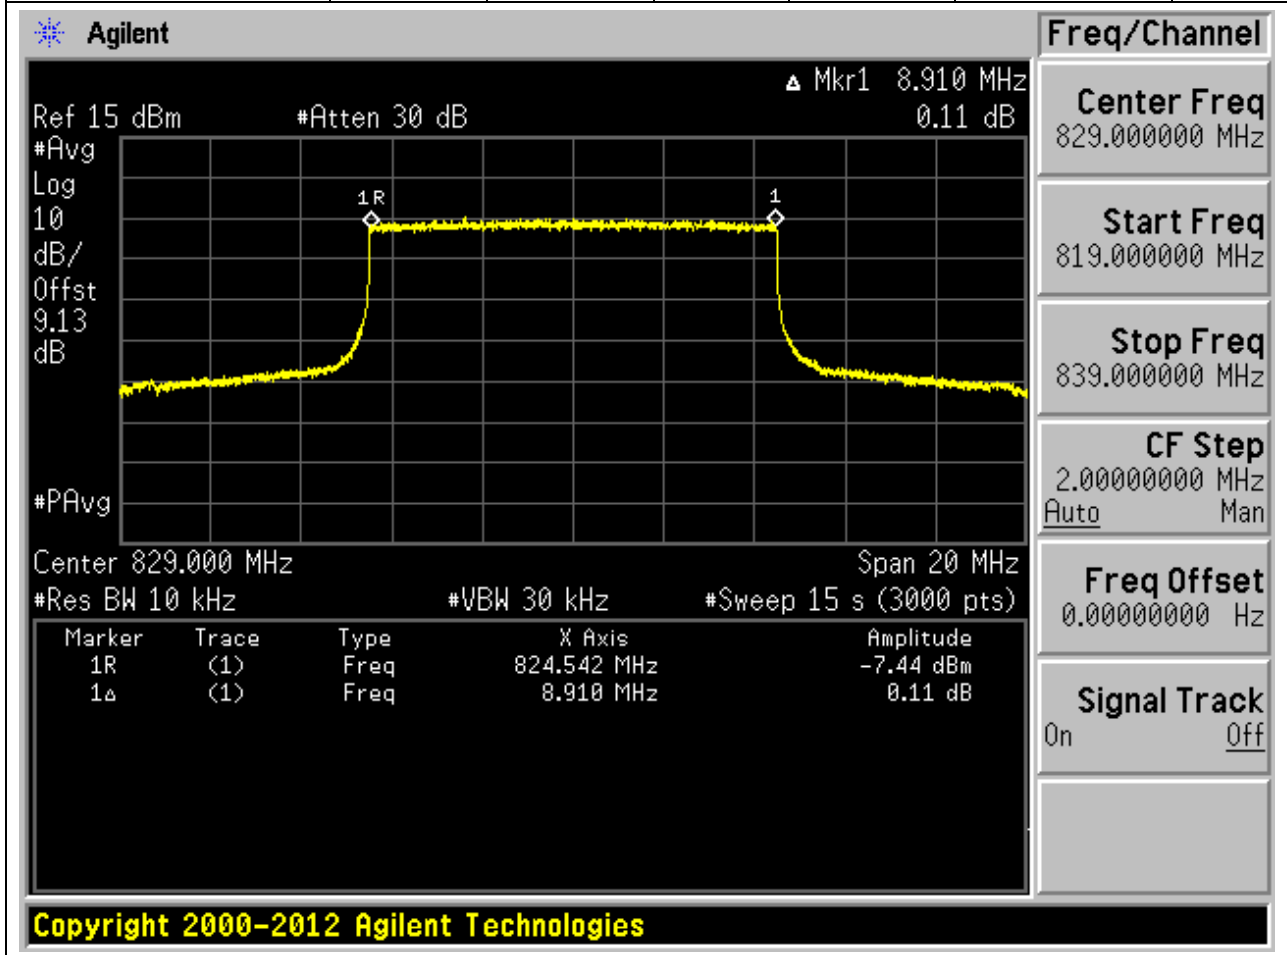 Agilent
Freq/Channel
Δ Mkr1 8.910 MHz
Ref 15 dBm #Atten 30 dB 0.11 dB
#Avg
Log
10
dB/
Offst
9.13
dB
#PAvg
1R
1
Center 829.000 MHz Span 20 MHz
#Res BW 10 kHz #VBW 30 kHz #Sweep 15 s (3000 pts)
Marker Trace Type X Axis Amplitude
1R (1) Freq 824.542 MHz -7.44 dBm
1Δ (1) Freq 8.910 MHz 0.11 dB
Center Freq
829.000000 MHz
Start Freq
819.000000 MHz
Stop Freq
839.000000 MHz
CF Step
2.00000000 MHz
Auto Man
Freq Offset
0.00000000 Hz
Signal Track
On Off
Copyright 2000-2012 Agilent Technologies